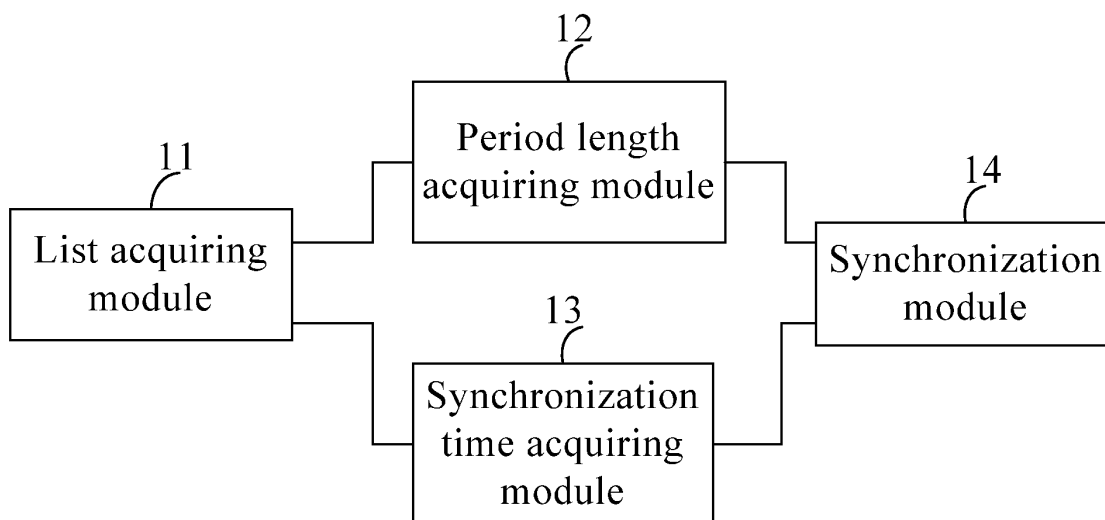 12
Period length
acquiring module
11
List acquiring
module
14
Synchronization
module
13
Synchronization
time acquiring
module